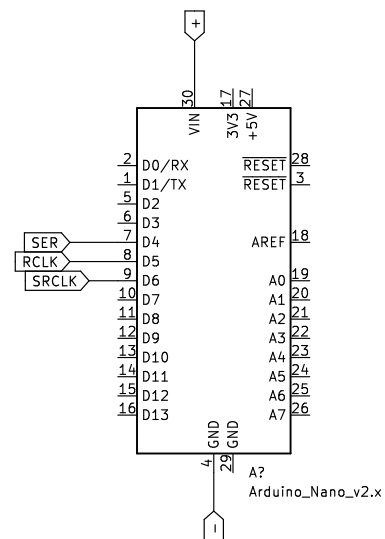 +
30 17 27
VIN 3V3 +5V
2 D0/RX RESET 28
1 D1/TX RESET 3
5 D2
6 D3
SER 7 D4 AREF 18
RCLK 8 D5
SRCLK 9 D6 A0 19
10 D7 A1 20
11 D8 A2 21
12 D9 A3 22
13 D10 A4 23
14 D11 A5 24
15 D12 A6 25
16 D13 A7 26
GND GND
4 29
A?
Arduino_Nano_v2.x
-